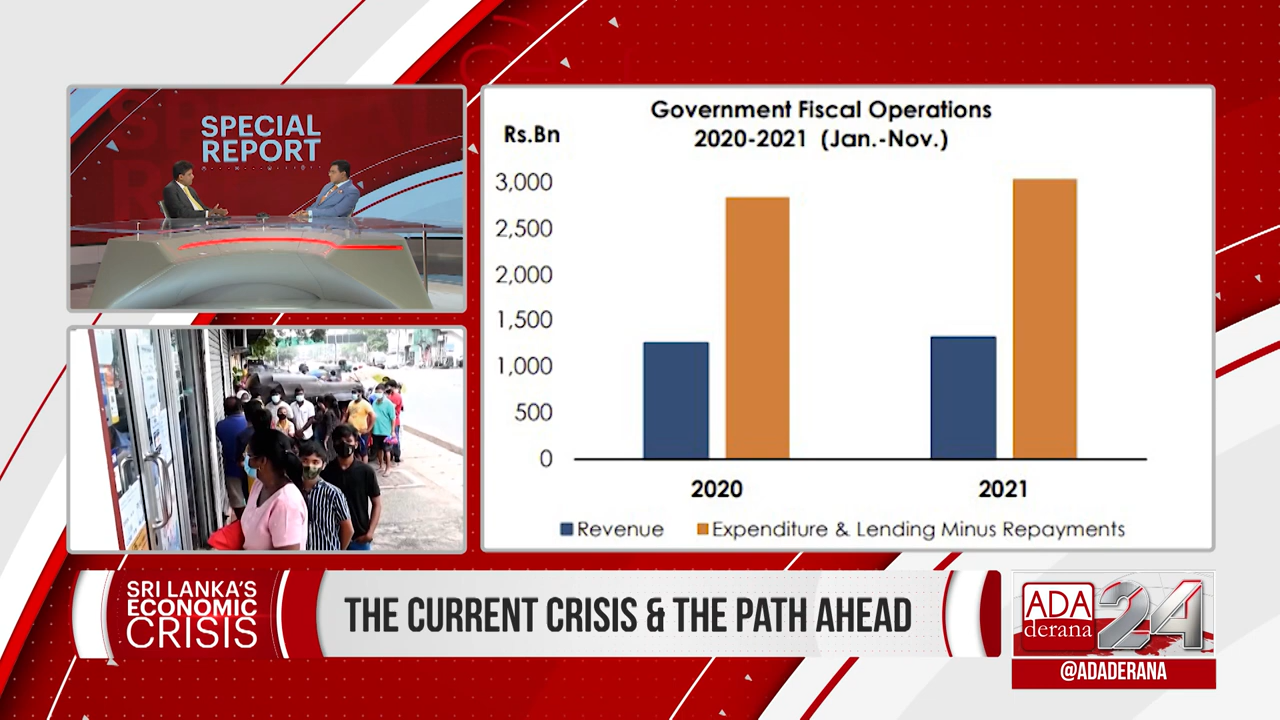 SPECIAL
REPORT
Government Fiscal Operations
2020-2021 (Jan.-Nov.)
Rs.Bn
3,000
2,500
2,000
1,500
1,000
500
0
2020
2021
Revenue
Expenditure & Lending Minus Repayments
SRI LANKA'S
ECONOMIC
CRISIS
THE CURRENT CRISIS & THE PATH AHEAD
ADA
derana
24
@ADADERANA